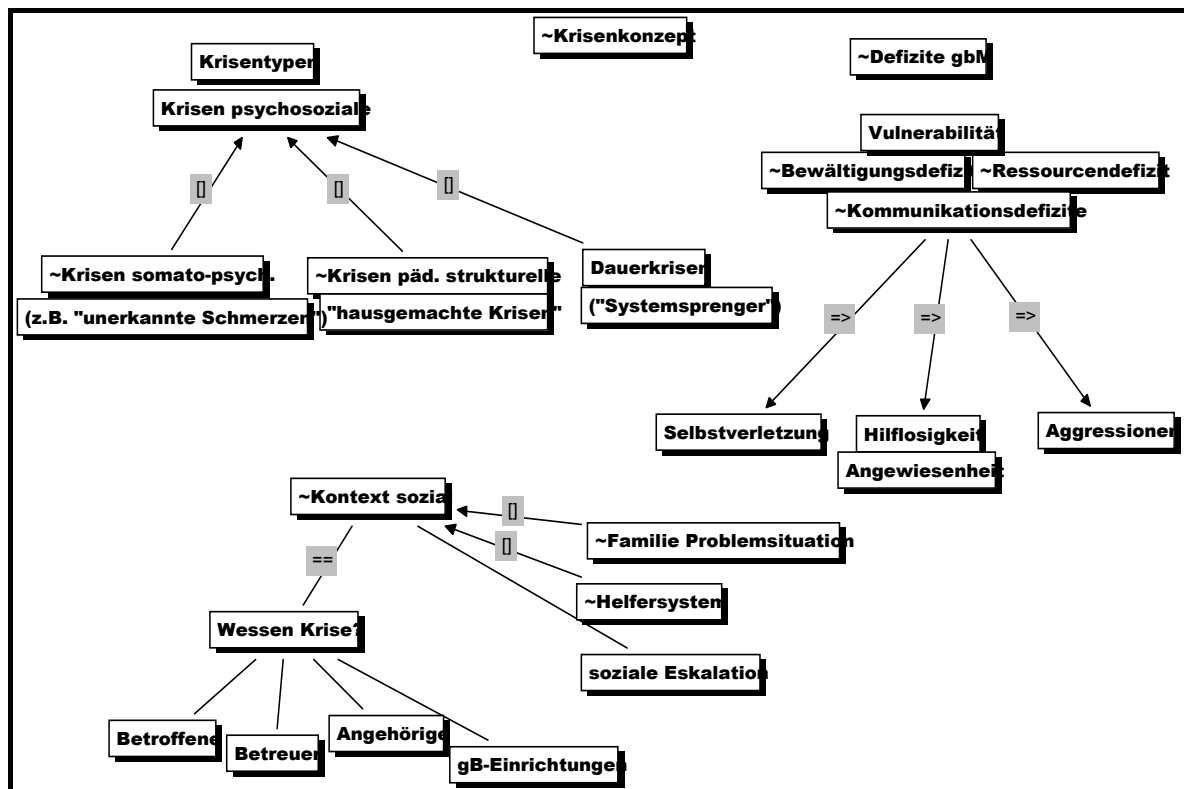 ~Krisenkonzept
Krisentypen
~Defizite gbM
Krisen psychosoziale
Vulnerabilität
~Bewältigungsdefizi
~Ressourcendefizit
~Kommunikationsdefizite
[]
[]
[]
~Krisen somato-psych.
(z.B. "unerkannte Schmerzen")
~Krisen päd. strukturelle
"hausgemachte Krisen"
Dauerkrisen
("Systemsprenger")
=>
=>
=>
Selbstverletzung
Hilflosigkeit
Angewiesenheit
Aggressionen
~Kontext sozial
[]
[]
~Familie Problemsituation
==
~Helfersystem
Wessen Krise?
soziale Eskalation
Betroffene
Betreuer
Angehörige
gB-Einrichtungen